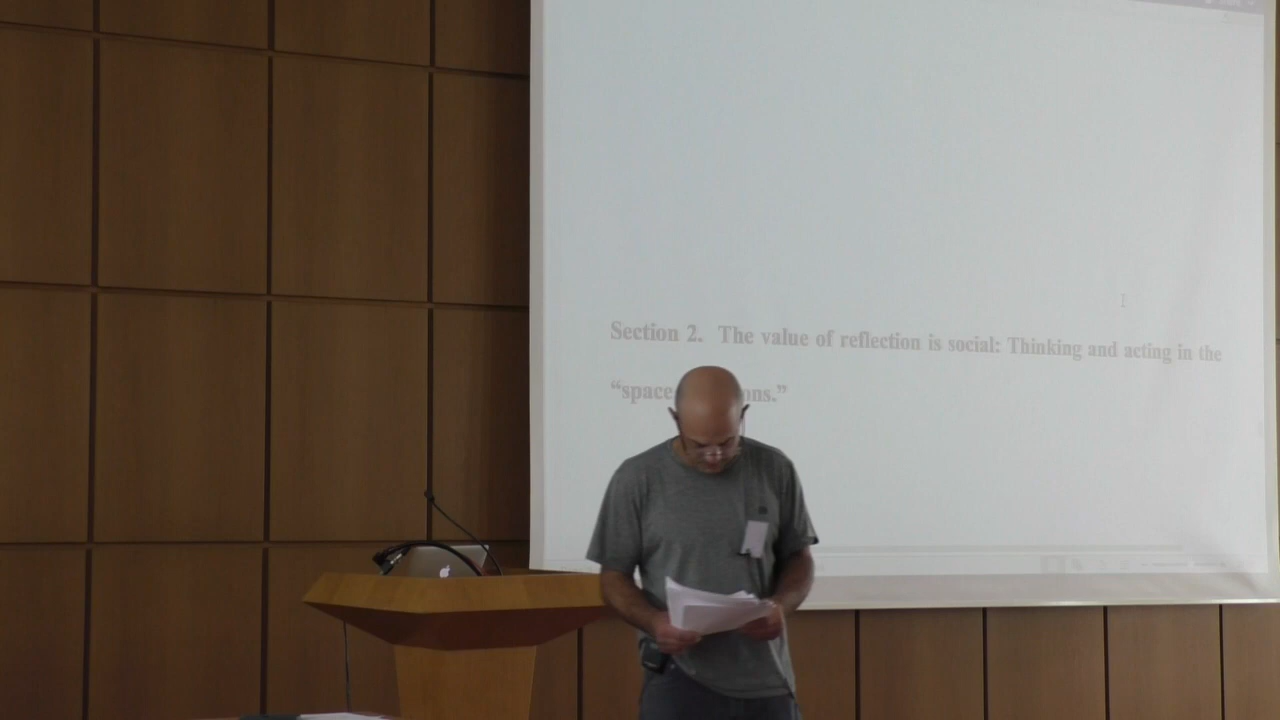 Section 2. The value of reflection is social: Thinking and acting in the
“space ons.”